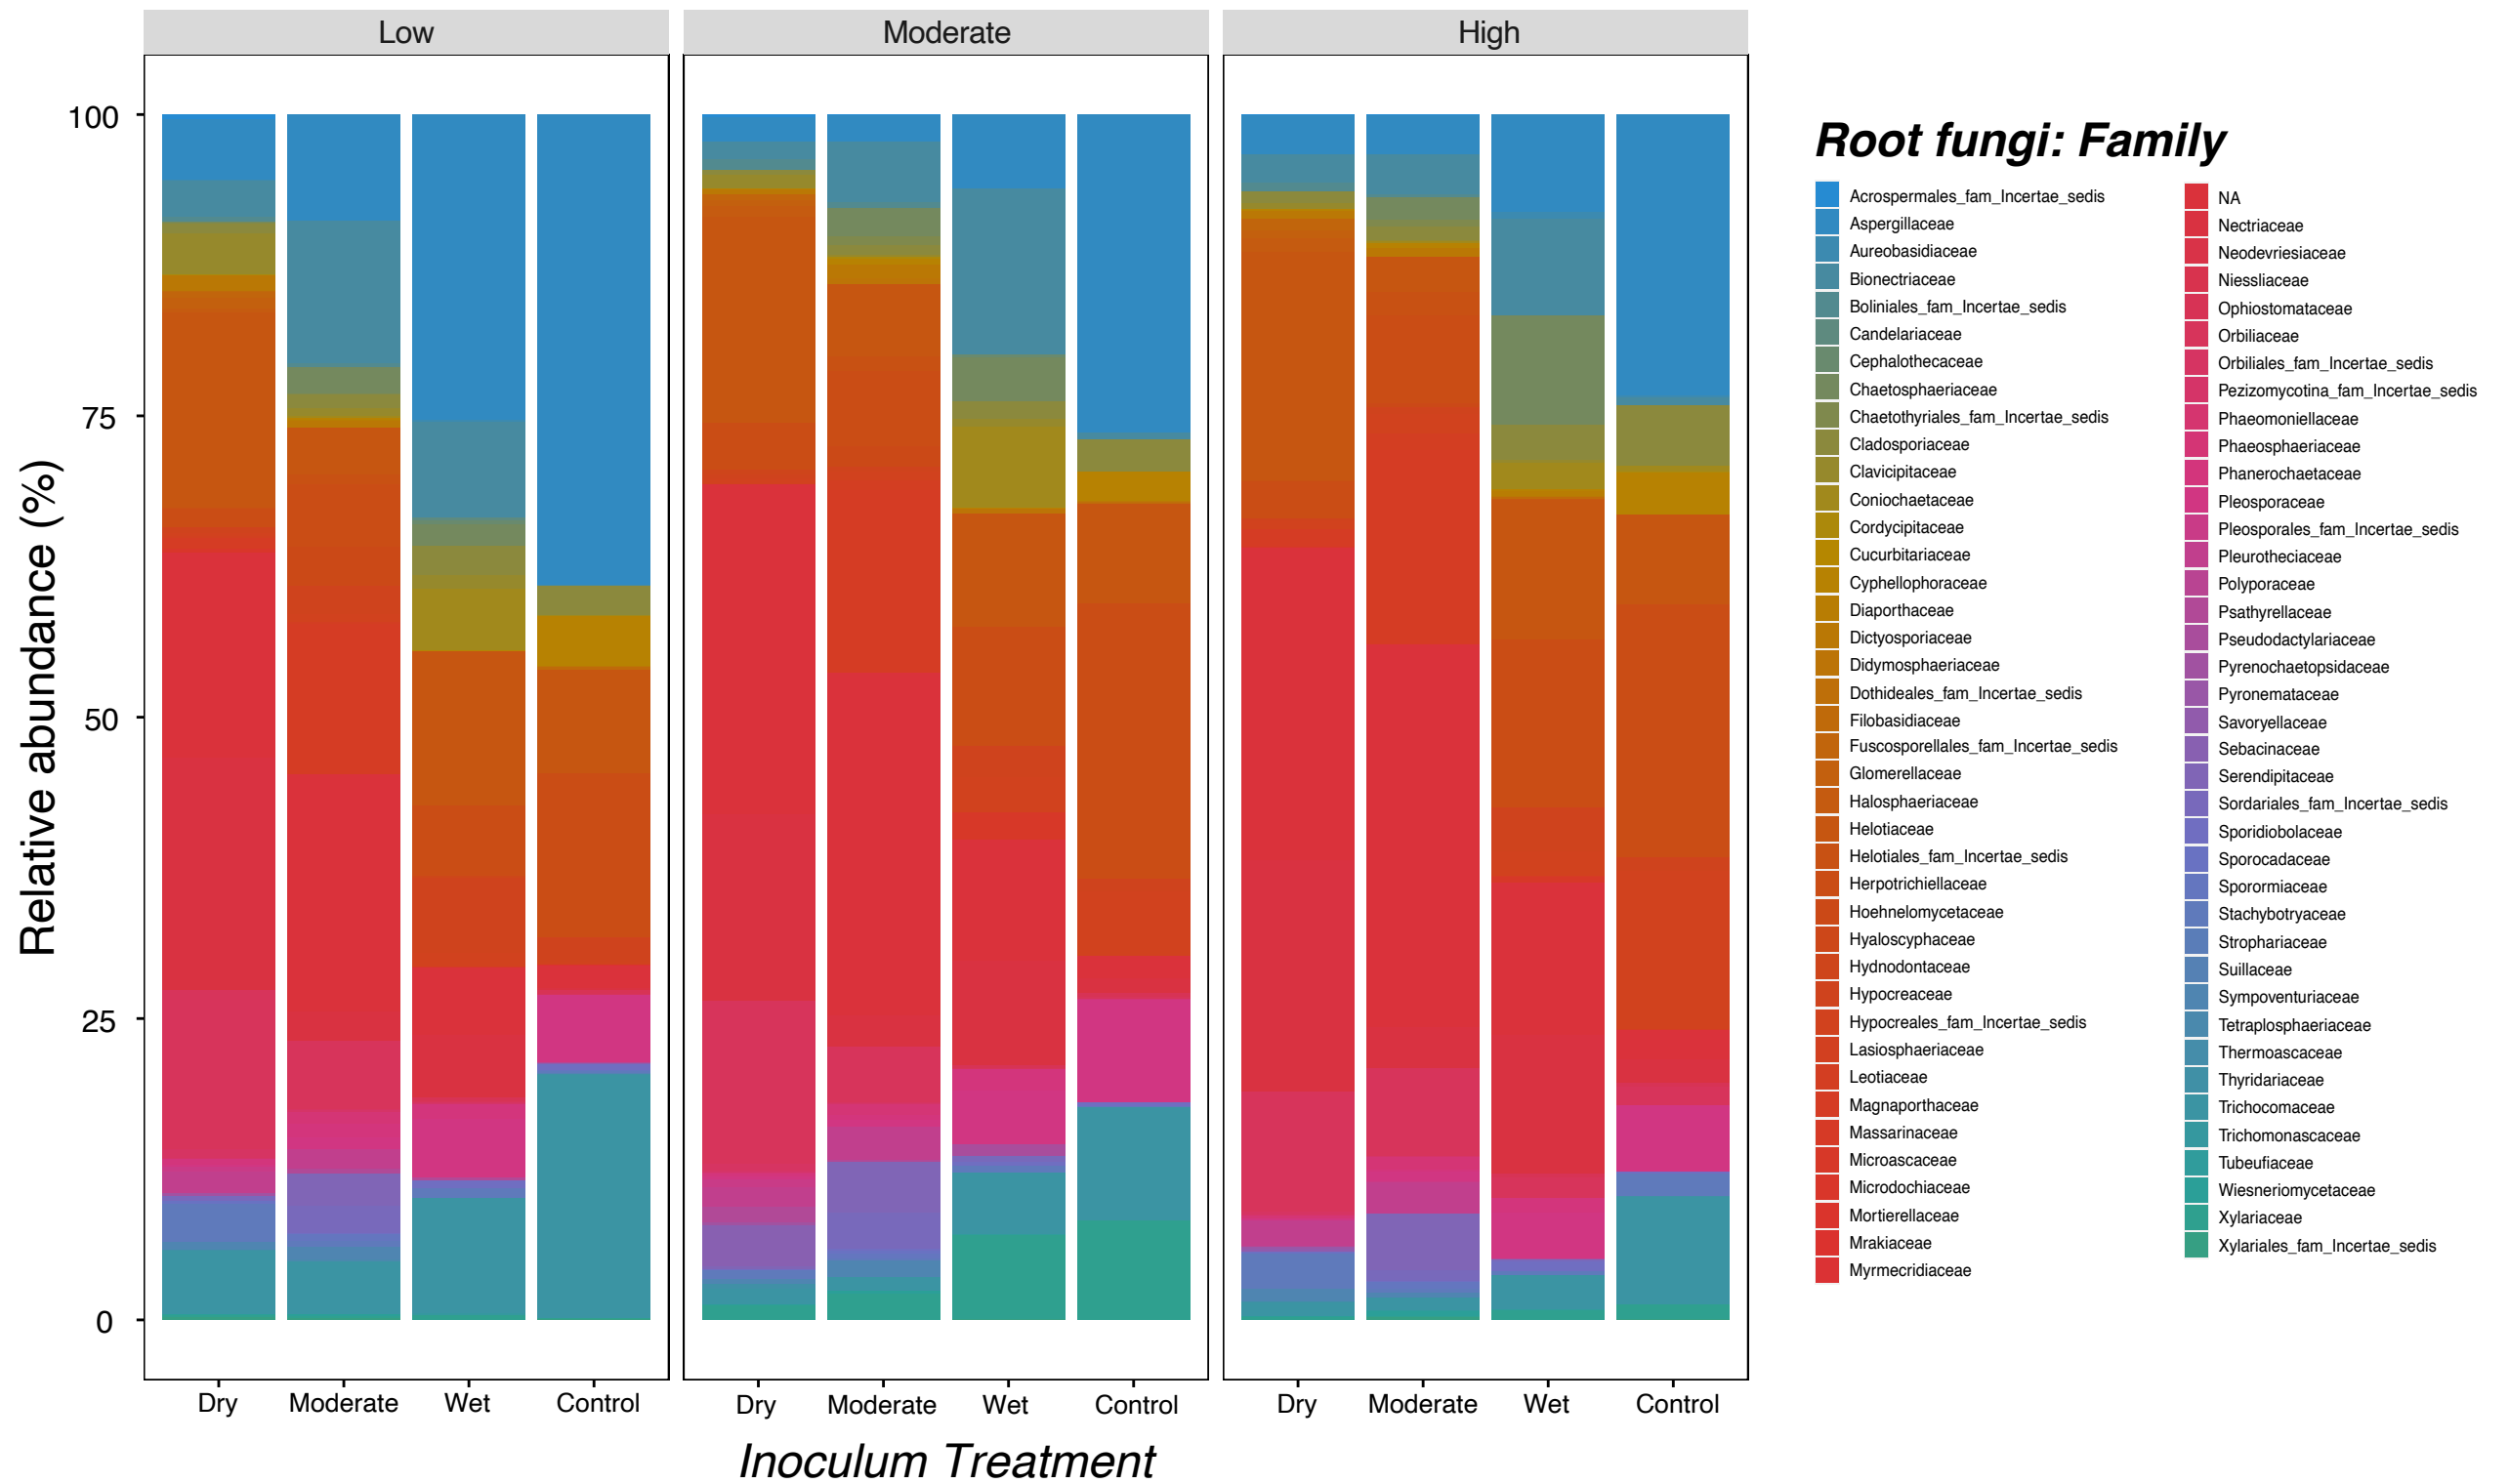 Low
Moderate
High
100
75
50
25
0
Relative abundance (%)
Dry Moderate Wet Control
Dry Moderate Wet Control
Dry Moderate Wet Control
Inoculum Treatment
Root fungi: Family
Acrospermales_fam_Incertae_sedis
Aspergillaceae
Aureobasidiaceae
Bionectriaceae
Boliniales_fam_Incertae_sedis
Candelariaceae
Cephalothecaceae
Chaetosphaeriaceae
Chaetothyriales_fam_Incertae_sedis
Cladosporiaceae
Clavicipitaceae
Coniochaetaceae
Cordycipitaceae
Cucurbitariaceae
Cyphellophoraceae
Diaporthaceae
Dictyosporiaceae
Didymosphaeriaceae
Dothideales_fam_Incertae_sedis
Filobasidiaceae
Fuscosporellales_fam_Incertae_sedis
Glomerellaceae
Halosphaeriaceae
Helotiaceae
Helotiales_fam_Incertae_sedis
Herpotrichiellaceae
Hoehnelomycetaceae
Hyaloscyphaceae
Hydnodontaceae
Hypocreaceae
Hypocreales_fam_Incertae_sedis
Lasiosphaeriaceae
Leotiaceae
Magnaporthaceae
Massarinaceae
Microascaceae
Microdochiaceae
Mortierellaceae
Mrakiaceae
Myrmecridiaceae
NA
Nectriaceae
Neodevriesiaceae
Niessliaceae
Ophiostomataceae
Orbiliaceae
Orbiliales_fam_Incertae_sedis
Pezizomycotina_fam_Incertae_sedis
Phaeomoniellaceae
Phaeosphaeriaceae
Phanerochaetaceae
Pleosporaceae
Pleosporales_fam_Incertae_sedis
Pleurotheciaceae
Polyporaceae
Psathyrellaceae
Pseudodactylariaceae
Pyrenochaetopsidaceae
Pyronemataceae
Savoryellaceae
Sebacinaceae
Serendipitaceae
Sordariales_fam_Incertae_sedis
Sporidiobolaceae
Sporocadaceae
Sporormiaceae
Stachybotryaceae
Strophariaceae
Suillaceae
Sympoventuriaceae
Tetraplosphaeriaceae
Thermoascaceae
Thyridariaceae
Trichocomaceae
Trichomonascaceae
Tubeufiaceae
Wiesneriomycetaceae
Xylariaceae
Xylariales_fam_Incertae_sedis